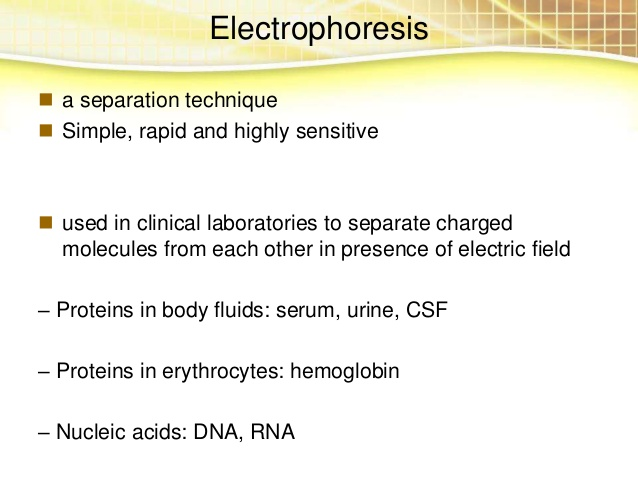 Electrophoresis
a separation technique
Simple, rapid and highly sensitive
used in clinical laboratories to separate charged
molecules from each other in presence of electric field
– Proteins in body fluids: serum, urine, CSF
– Proteins in erythrocytes: hemoglobin
– Nucleic acids: DNA, RNA